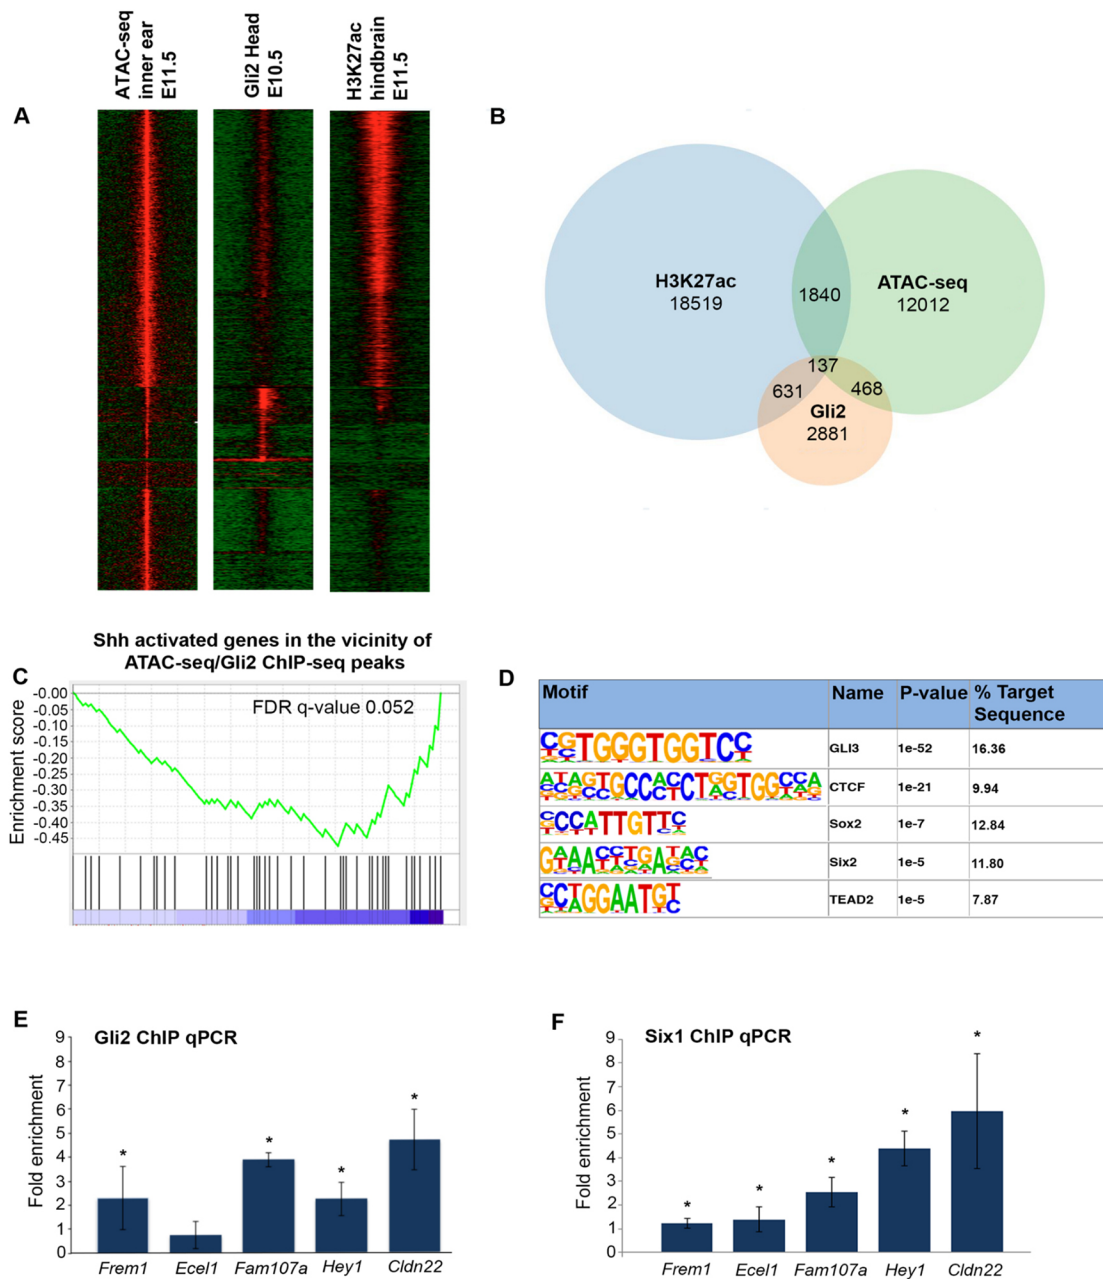 ATAC-seq
inner ear
E11.5
Gli2 Head
E10.5
H3K27ac
hindbrain
E11.5
A
B
H3K27ac
18519
1840
ATAC-seq
12012
137
631
468
Gli2
2881
Shh activated genes in the vicinity of
ATAC-seq/Gli2 ChIP-seq peaks
C
FDR q-value 0.052
Enrichment score
-0.00
-0.05
-0.10
-0.15
-0.20
-0.25
-0.30
-0.35
-0.40
-0.45
D
Motif Name P-value % Target
Sequence
GLI3 1e-52 16.36
CTCF 1e-21 9.94
Sox2 1e-7 12.84
Six2 1e-5 11.80
TEAD2 1e-5 7.87
E
Gli2 ChIP qPCR
Fold enrichment
9
8
7
6
5
4
3
2
1
0
* * * *
Frem1 Ecel1 Fam107a Hey1 Cldn22
F
Six1 ChIP qPCR
Fold enrichment
9
8
7
6
5
4
3
2
1
0
* * * * *
Frem1 Ecel1 Fam107a Hey1 Cldn22